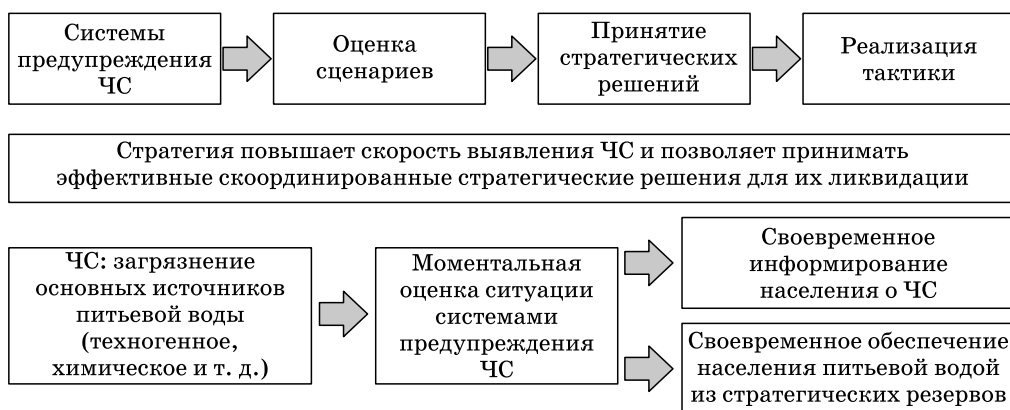 Системы
предупреждения
ЧС
Оценка
сценариев
Принятие
стратегических
решений
Реализация
тактики
Стратегия повышает скорость выявления ЧС и позволяет принимать
эффективные скоординированные стратегические решения для их ликвидации
ЧС: загрязнение
основных источников
питьевой воды
(техногенное,
химическое и т. д.)
Моментальная
оценка ситуации
системами
предупреждения
ЧС
Своевременное
информирование
населения о ЧС
Своевременное обеспечение
населения питьевой водой
из стратегических резервов